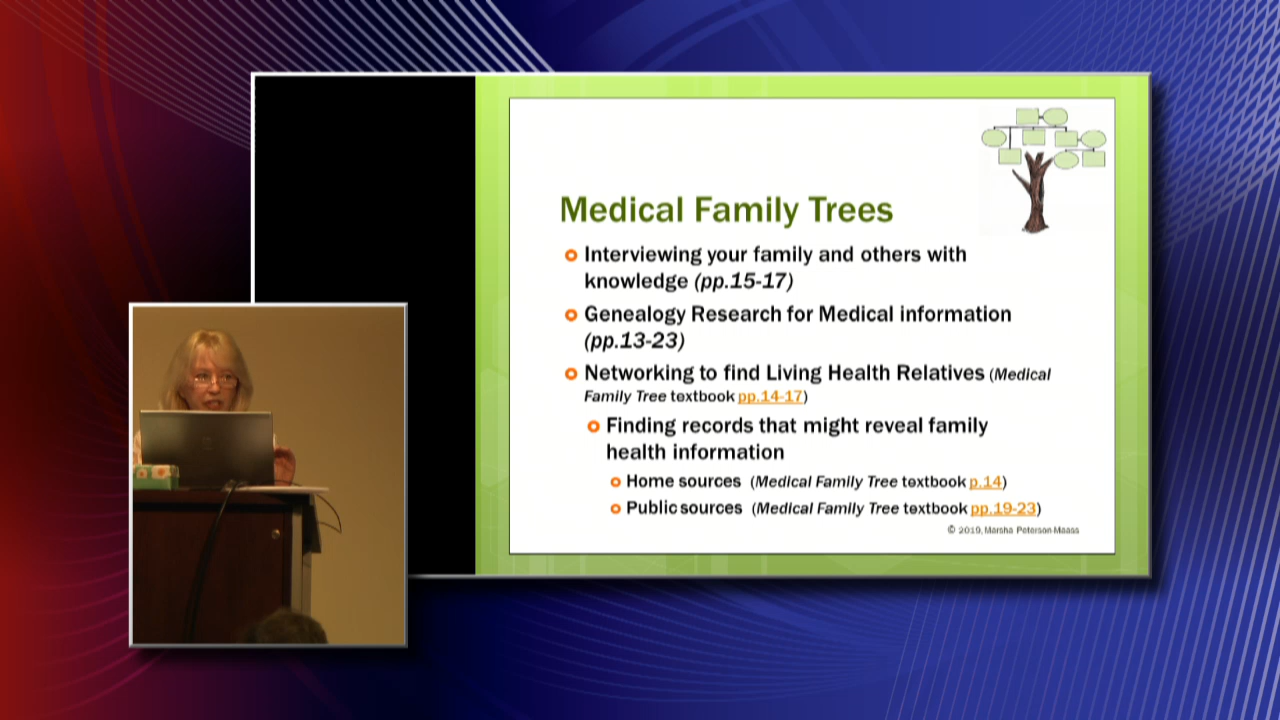 Medical Family Trees
Interviewing your family and others with
knowledge (pp.15-17)
Genealogy Research for Medical information
(pp.13-23)
Networking to find Living Health Relatives (Medical
Family Tree textbook pp.14-17)
Finding records that might reveal family
health information
Home sources (Medical Family Tree textbook p.14)
Public sources (Medical Family Tree textbook pp.19-23)
© 2019, Marsha Peterson-Maass